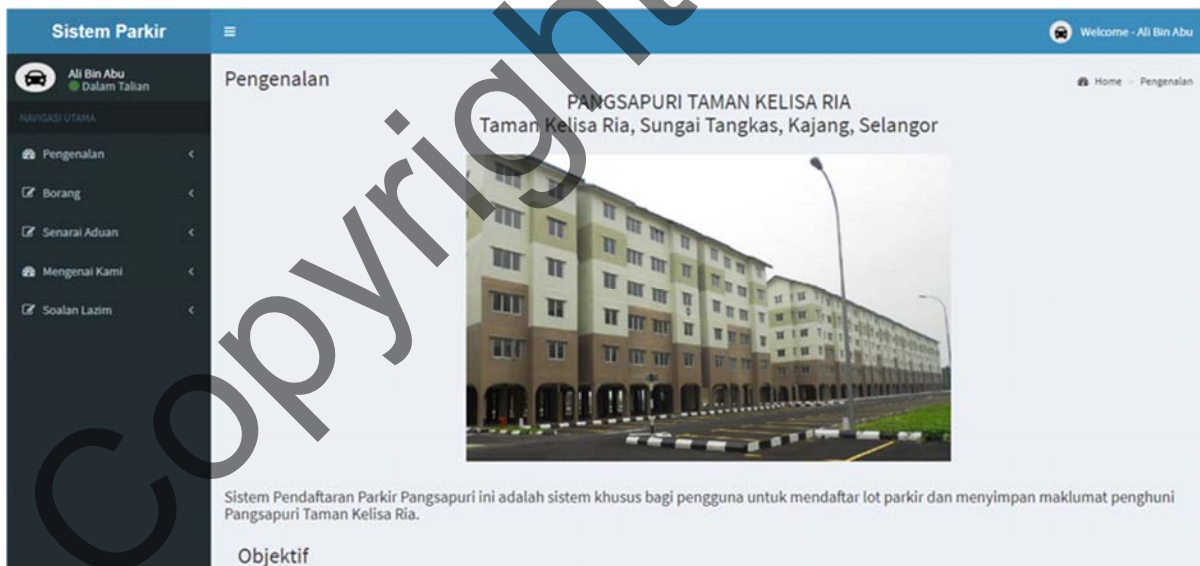 Sistem Parkir
Welcome - Ali Bin Abu
Ali Bin Abu
Dalam Talian
NAVIGASI UTAMA
Pengenalan
Borang
Senarai Aduan
Mengenai Kami
Soalan Lazim
Pengenalan
Home - Pengenalan
PANGSAPURI TAMAN KELISA RIA
Taman Kelisa Ria, Sungai Tangkas, Kajang, Selangor
Sistem Pendaftaran Parkir Pangsapuri ini adalah sistem khusus bagi pengguna untuk mendaftar lot parkir dan menyimpan maklumat penghuni
Pangsapuri Taman Kelisa Ria.
Objektif
Copyright